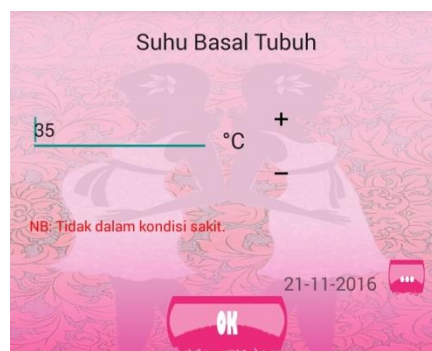 Suhu Basal Tubuh
35 °C
+
−
NB: Tidak dalam kondisi sakit.
21-11-2016 ...
OK